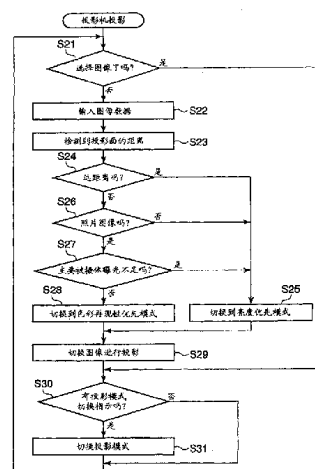 投影机投影
S21
选择图像了吗?
是
否
输入图像数据
S22
检测到投影面的距离
S23
S24
远距离吗?
是
否
S26
照片图像吗?
否
是
S27
主要被摄体曝光不足吗?
是
否
S28
切换到色彩再现性优先模式
切换到亮度优先模式
S25
切换图像进行投影
S29
S30
有投影模式
切换指示吗?
否
是
切换投影模式
S31